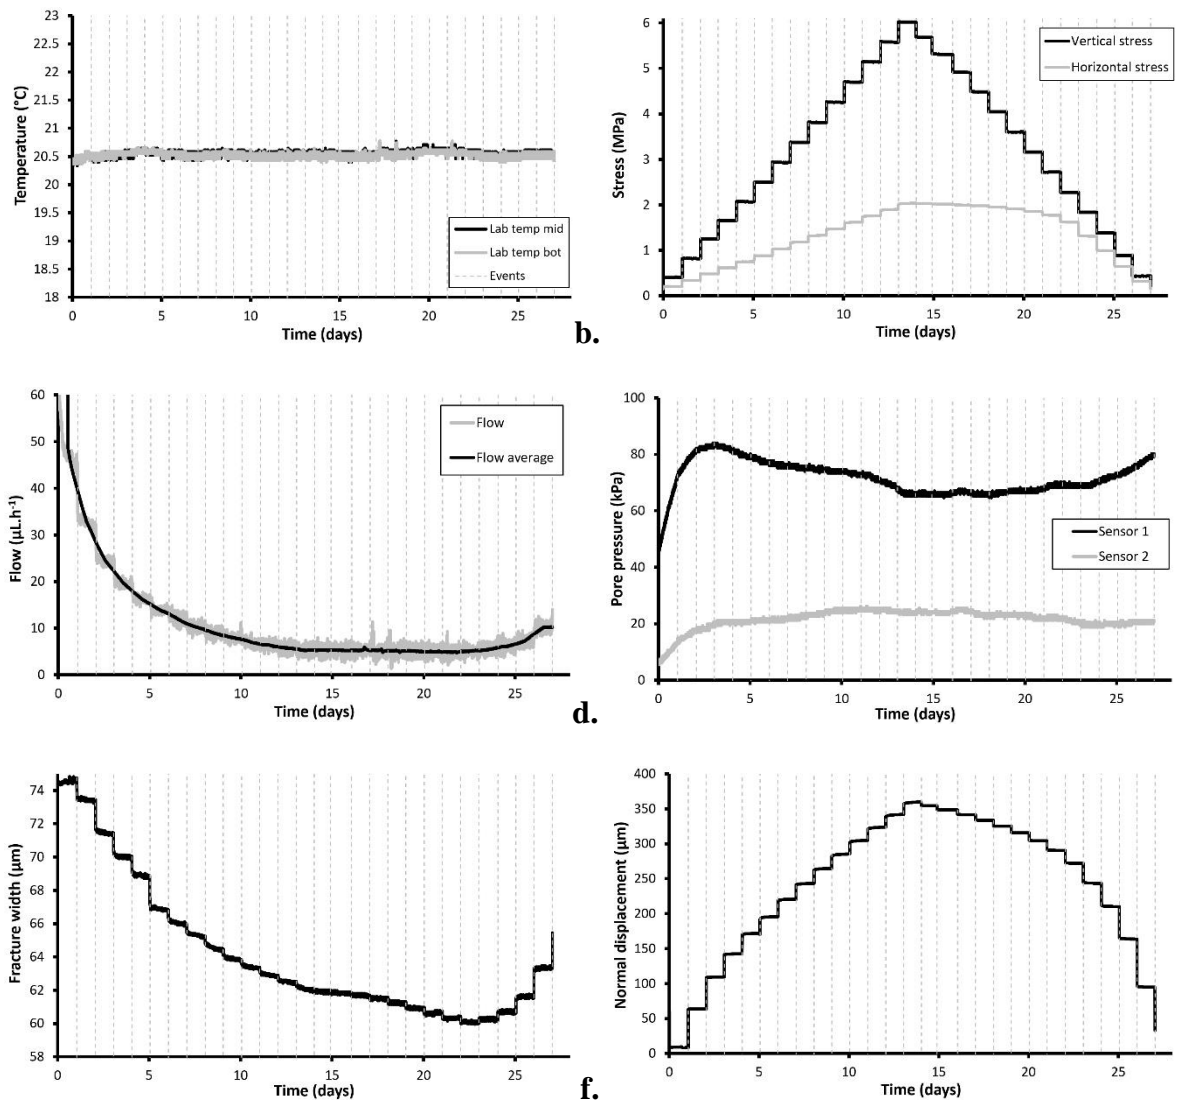 23
22.5
22
21.5
21
20.5
20
19.5
19
18.5
18
Temperature (°C)
Lab temp mid
Lab temp bot
Events
0 5 10 15 20 25
Time (days)
b.
6
5
4
3
2
1
0
Stress (MPa)
Vertical stress
Horizontal stress
0 5 10 15 20 25
Time (days)
60
50
40
30
20
10
0
Flow (µL.h⁻¹)
Flow
Flow average
0 5 10 15 20 25
Time (days)
d.
100
80
60
40
20
0
Pore pressure (kPa)
Sensor 1
Sensor 2
0 5 10 15 20 25
Time (days)
74
72
70
68
66
64
62
60
58
Fracture width (µm)
0 5 10 15 20 25
Time (days)
f.
400
350
300
250
200
150
100
50
0
Normal displacement (µm)
0 5 10 15 20 25
Time (days)